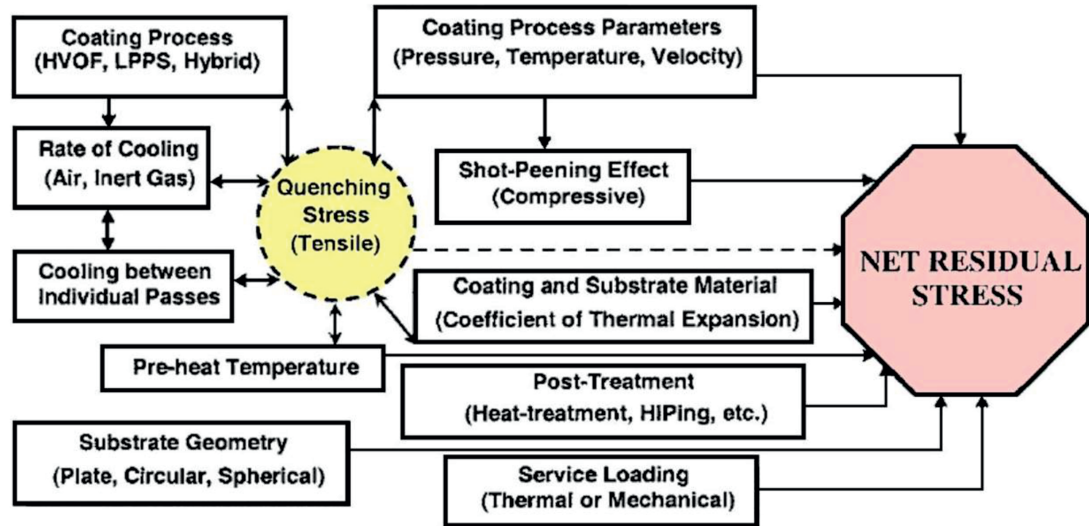 Coating Process
(HVOF, LPPS, Hybrid)
Coating Process Parameters
(Pressure, Temperature, Velocity)
Rate of Cooling
(Air, Inert Gas)
Quenching
Stress
(Tensile)
Shot-Peening Effect
(Compressive)
NET RESIDUAL
STRESS
Cooling between
Individual Passes
Coating and Substrate Material
(Coefficient of Thermal Expansion)
Pre-heat Temperature
Post-Treatment
(Heat-treatment, HIPing, etc.)
Substrate Geometry
(Plate, Circular, Spherical)
Service Loading
(Thermal or Mechanical)